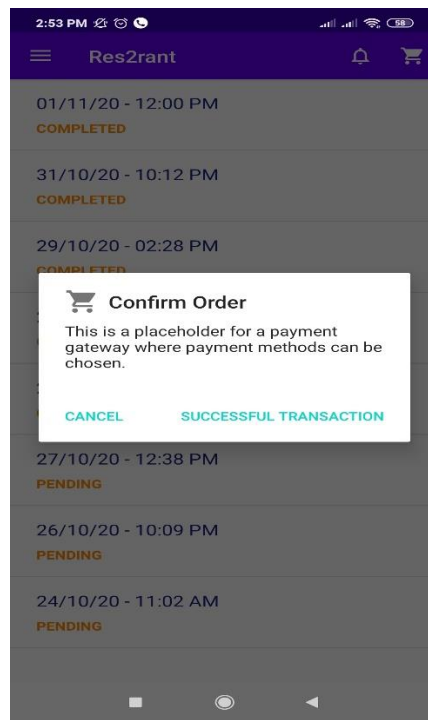 2:53 PM 58
Res2rant
01/11/20 - 12:00 PM
COMPLETED
31/10/20 - 10:12 PM
COMPLETED
29/10/20 - 02:28 PM
COMPLETED
Confirm Order
This is a placeholder for a payment
gateway where payment methods can be
chosen.
CANCEL SUCCESSFUL TRANSACTION
27/10/20 - 12:38 PM
PENDING
26/10/20 - 10:09 PM
PENDING
24/10/20 - 11:02 AM
PENDING